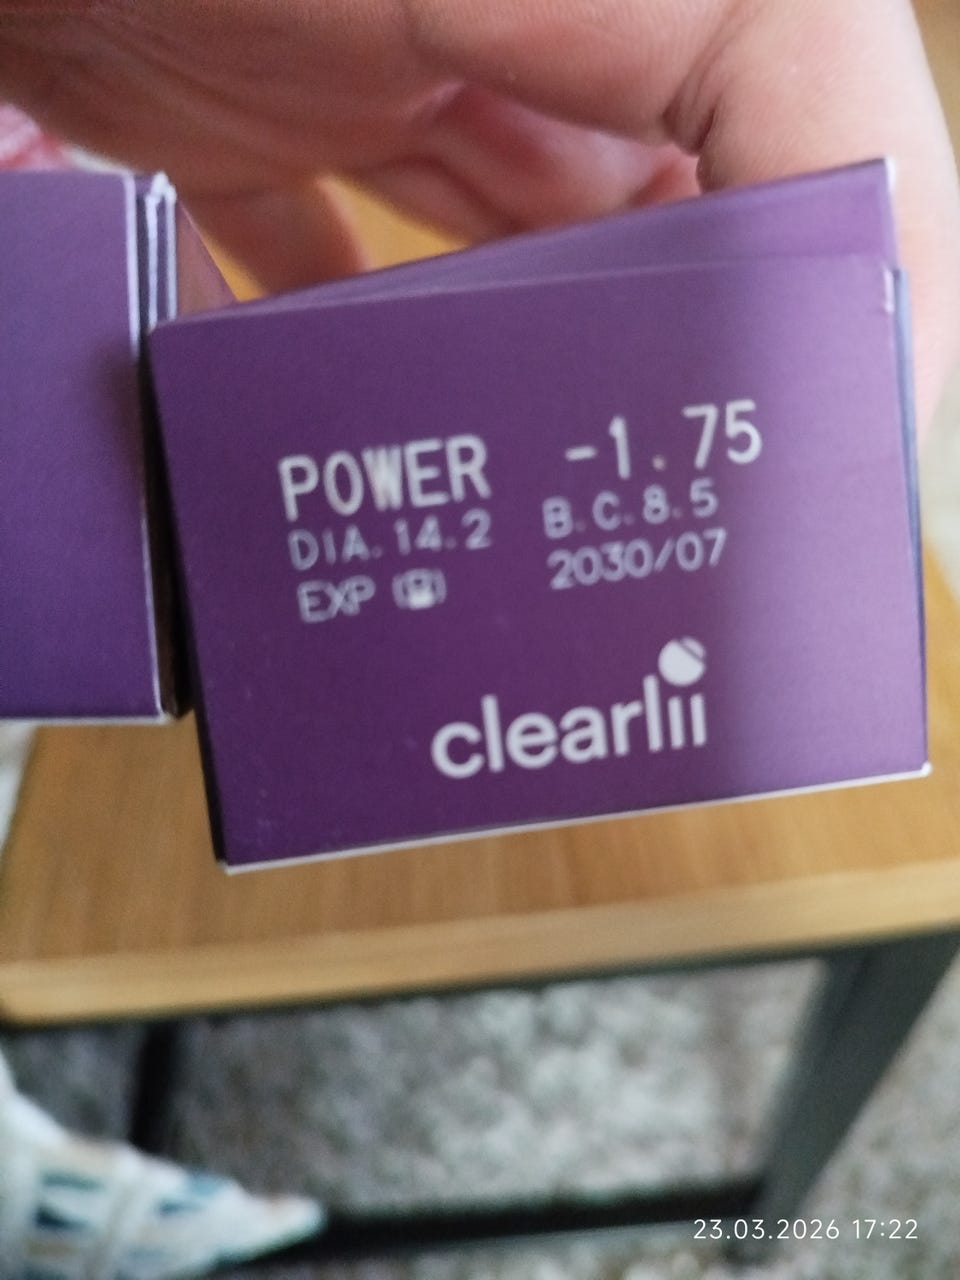 POWER -1.75
DIA.14.2 B.C.8.5
EXP 2030/07
clearlii
23.03.2026 17:22